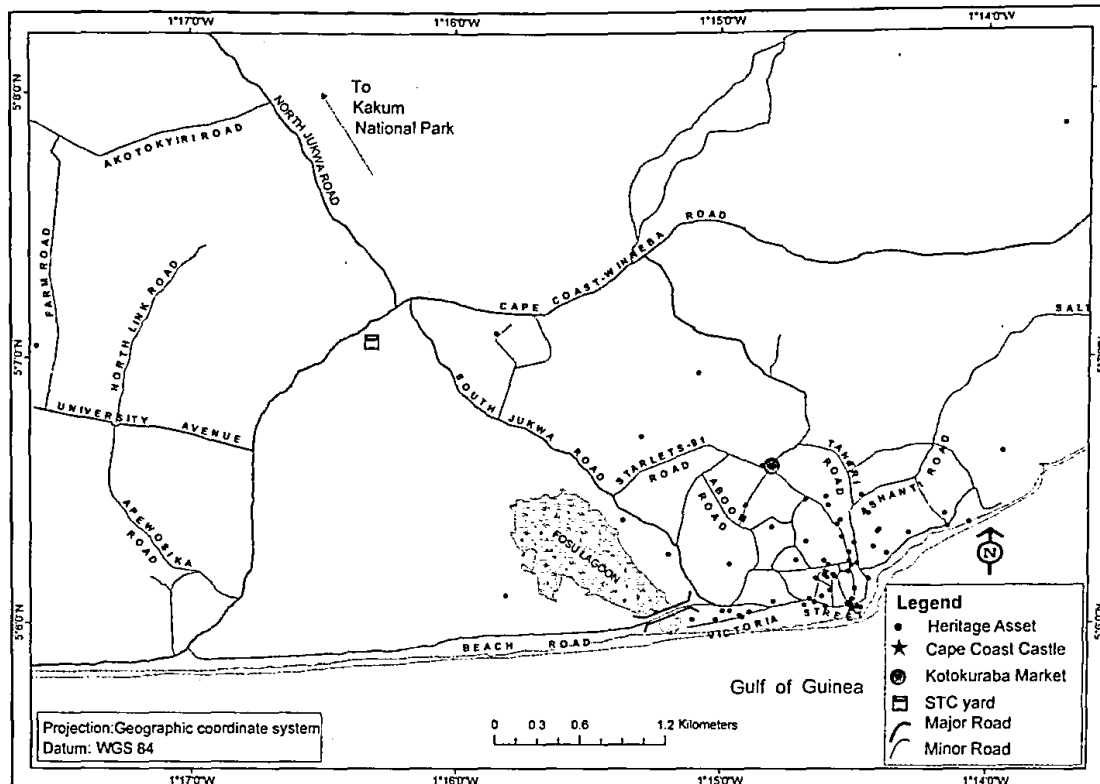 1°17'0"W 1°16'0"W 1°15'0"W 1°14'0"W
5°8'0"N
To
Kakum
National Park
NORTH JUKWA ROAD
AKOTOKYIRI ROAD
FARM ROAD
NORTH LINK ROAD
CAPE COAST-WINNEBA ROAD
SALT
5°7'0"N
UNIVERSITY AVENUE
SOUTH JUKWA ROAD
STARLETS-91
ROAD
ABOOM
ROAD
TANTRI
ROAD
ASHANTI ROAD
APEWOSIKA
ROAD
FOSU LAGOON
5°6'0"N
BEACH ROAD
VICTORIA STREET
Gulf of Guinea
Legend
Heritage Asset
Cape Coast Castle
Kotokuraba Market
STC yard
Major Road
Minor Road
N
Projection:Geographic coordinate system
Datum: WGS 84
0 0.3 0.6 1.2 Kilometers
1°17'0"W 1°16'0"W 1°15'0"W 1°14'0"W